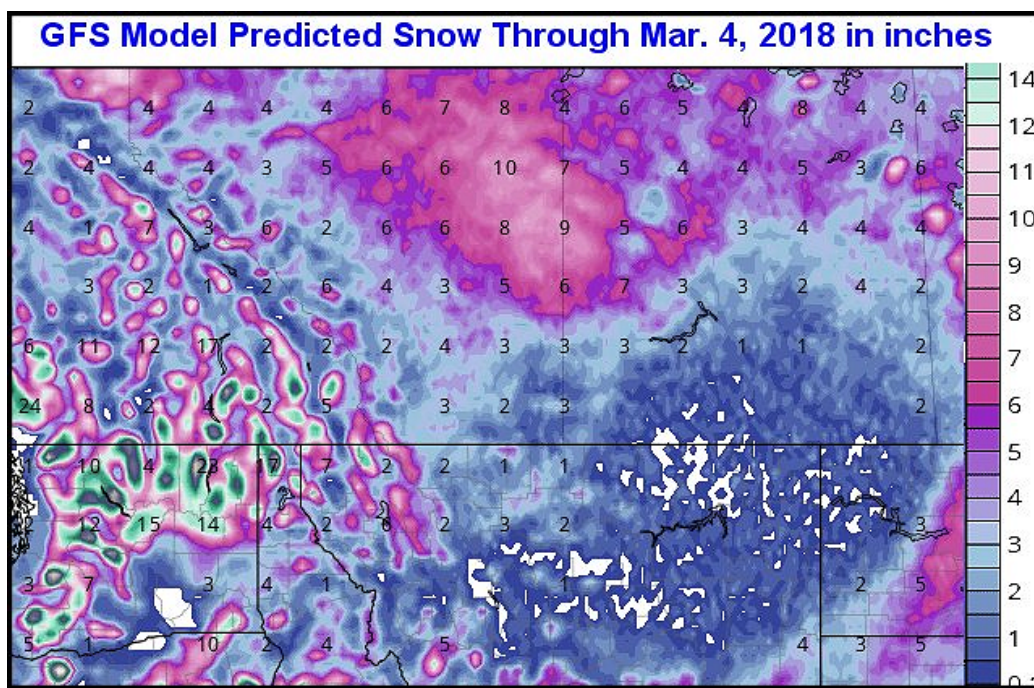 GFS Model Predicted Snow Through Mar. 4, 2018 in inches
2 4 4 4 6 7 8 4 6 5 4 8 4 4
2 4 4 4 3 5 6 6 10 7 5 4 4 3 6
4 1 7 3 6 2 6 6 8 9 5 6 3 4 4 4
3 2 1 2 6 4 3 5 6 7 3 3 2 4 2
6 11 12 17 2 2 2 4 3 3 3 2 1 1 2
24 8 2 4 2 5 3 2 3 2
1 10 4 23 17 7 2 2 1 1
2 12 15 14 4 2 6 2 3 2 3
3 7 3 4 1 1 2 5
5 1 10 4 5 4 3 5
14
12
11
10
9
8
7
6
5
4
3
2
1